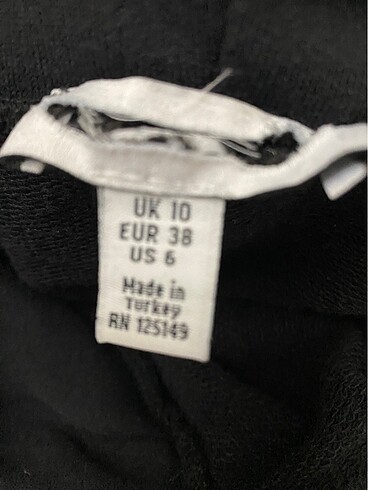 UK 10
EUR 38
US 6
Made in
Turkey
RN 125149